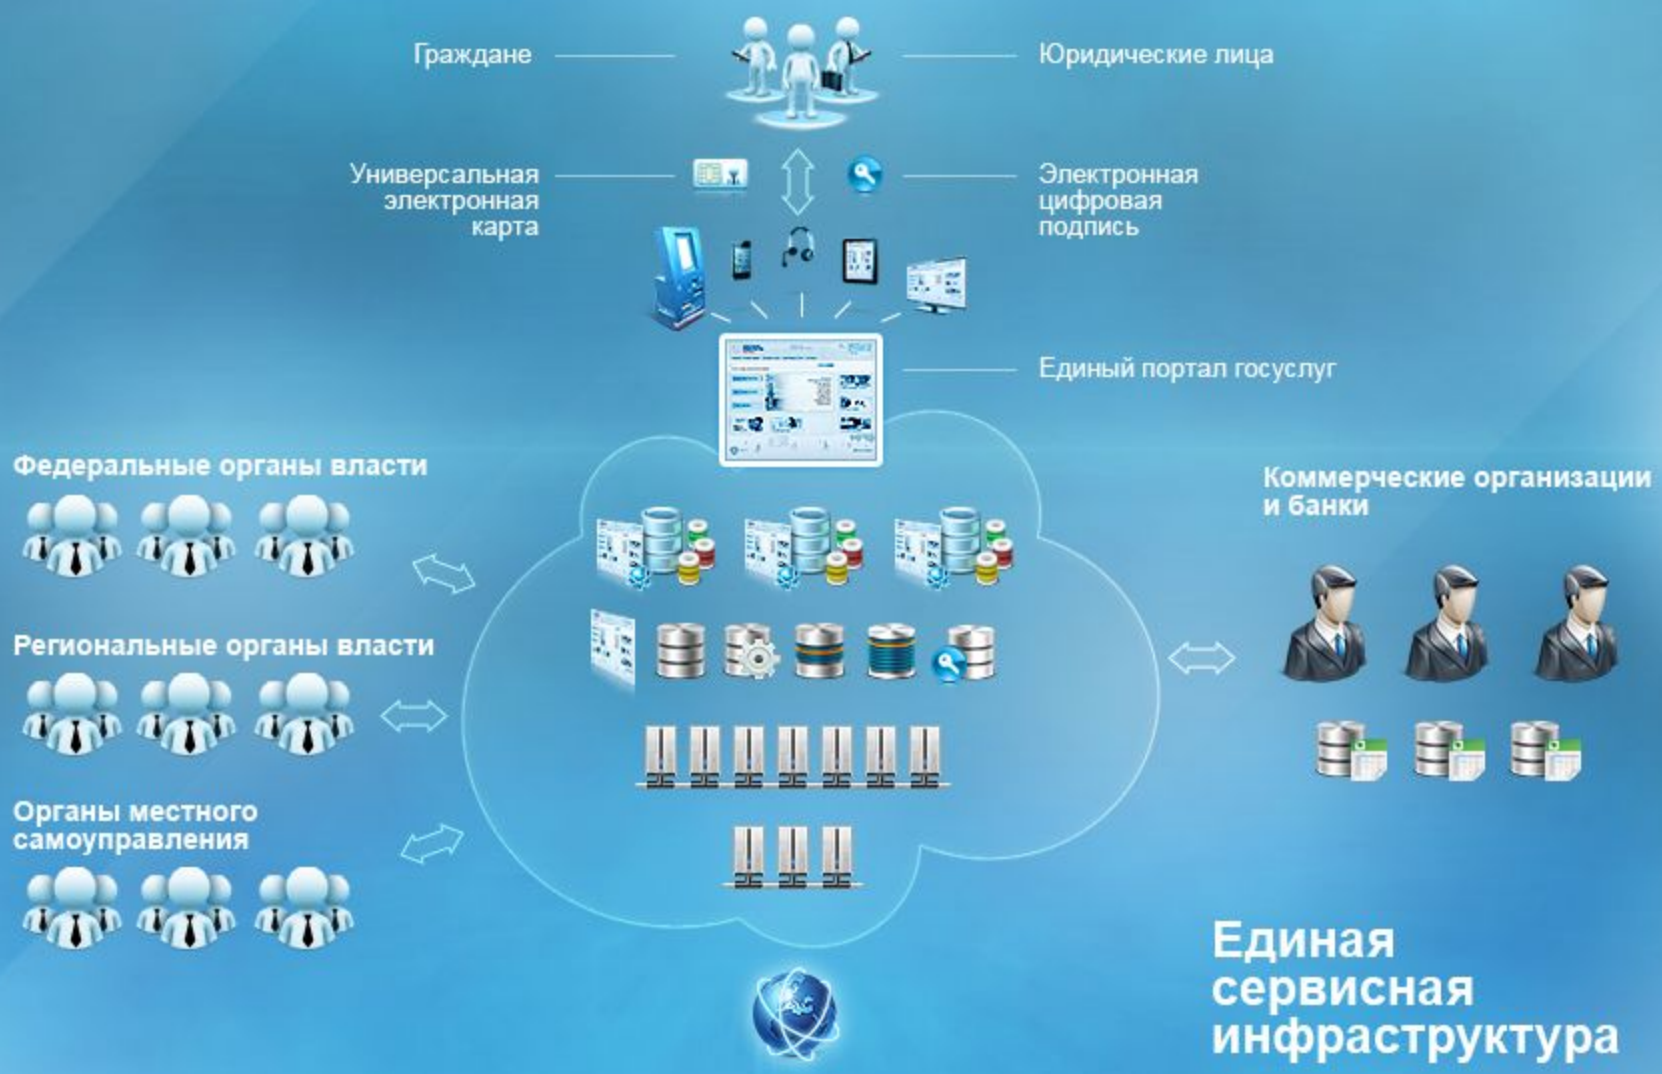 Граждане
Юридические лица
Универсальная
электронная
карта
Электронная
цифровая
подпись
Единый портал госуслуг
Федеральные органы власти
Коммерческие организации
и банки
Региональные органы власти
Органы местного
самоуправления
Единая
сервисная
инфраструктура